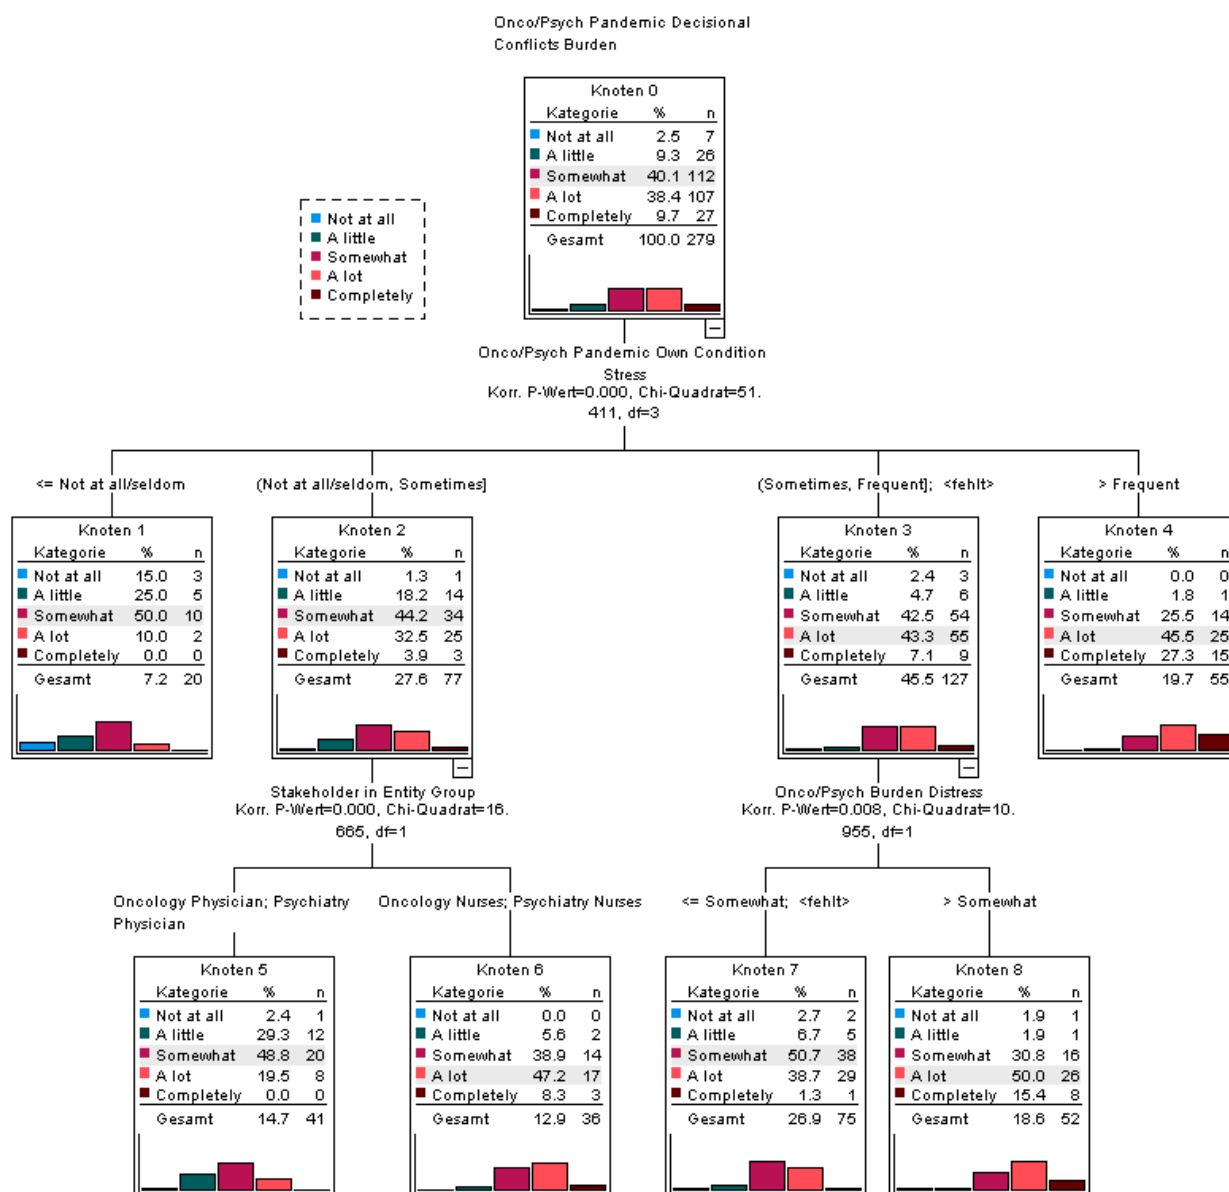 Onco/Psych Pandemic Decisional
Conflicts Burden
Knoten 0
Kategorie % n
Not at all 2.5 7
A little 9.3 26
Somewhat 40.1 112
A lot 38.4 107
Completely 9.7 27
Gesamt 100.0 279
Not at all
A little
Somewhat
A lot
Completely
Onco/Psych Pandemic Own Condition
Stress
Korr. P-Wert=0.000, Chi-Quadrat=51.
411, df=3
<= Not at all/seldom
(Not at all/seldom, Sometimes]
(Sometimes, Frequent]; <fehlt>
> Frequent
Knoten 1
Kategorie % n
Not at all 15.0 3
A little 25.0 5
Somewhat 50.0 10
A lot 10.0 2
Completely 0.0 0
Gesamt 7.2 20
Knoten 2
Kategorie % n
Not at all 1.3 1
A little 18.2 14
Somewhat 44.2 34
A lot 32.5 25
Completely 3.9 3
Gesamt 27.6 77
Knoten 3
Kategorie % n
Not at all 2.4 3
A little 4.7 6
Somewhat 42.5 54
A lot 43.3 55
Completely 7.1 9
Gesamt 45.5 127
Knoten 4
Kategorie % n
Not at all 0.0 0
A little 1.8 1
Somewhat 25.5 14
A lot 45.5 25
Completely 27.3 15
Gesamt 19.7 55
Stakeholder in Entity Group
Korr. P-Wert=0.000, Chi-Quadrat=16.
665, df=1
Onco/Psych Burden Distress
Korr. P-Wert=0.008, Chi-Quadrat=10.
955, df=1
Oncology Physician; Psychiatry
Physician
Oncology Nurses; Psychiatry Nurses
<= Somewhat; <fehlt>
> Somewhat
Knoten 5
Kategorie % n
Not at all 2.4 1
A little 29.3 12
Somewhat 48.8 20
A lot 19.5 8
Completely 0.0 0
Gesamt 14.7 41
Knoten 6
Kategorie % n
Not at all 0.0 0
A little 5.6 2
Somewhat 38.9 14
A lot 47.2 17
Completely 8.3 3
Gesamt 12.9 36
Knoten 7
Kategorie % n
Not at all 2.7 2
A little 6.7 5
Somewhat 50.7 38
A lot 38.7 29
Completely 1.3 1
Gesamt 26.9 75
Knoten 8
Kategorie % n
Not at all 1.9 1
A little 1.9 1
Somewhat 30.8 16
A lot 50.0 26
Completely 15.4 8
Gesamt 18.6 52